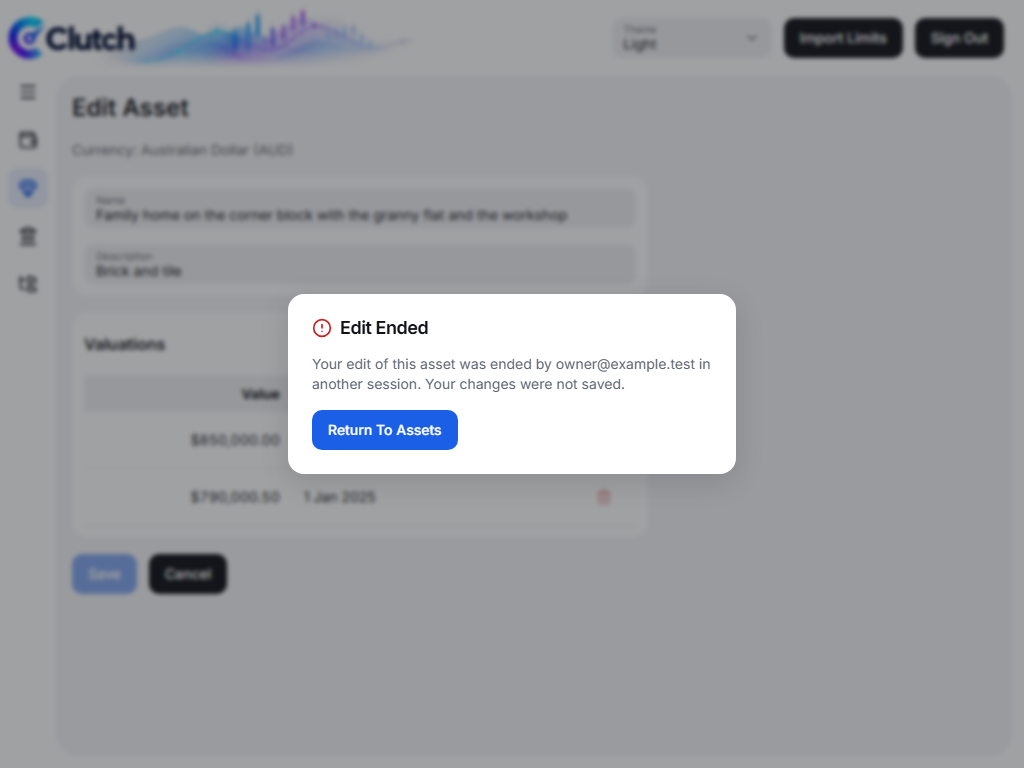 Clutch
Theme
Light
Import Limits
Sign Out
Edit Asset
Currency: Australian Dollar (AUD)
Name
Family home on the corner block with the granny flat and the workshop
Description
Brick and tile
Valuations
Value
$850,000.00
$790,000.50
1 Jan 2025
Save
Cancel
Edit Ended
Your edit of this asset was ended by owner@example.test in
another session. Your changes were not saved.
Return To Assets